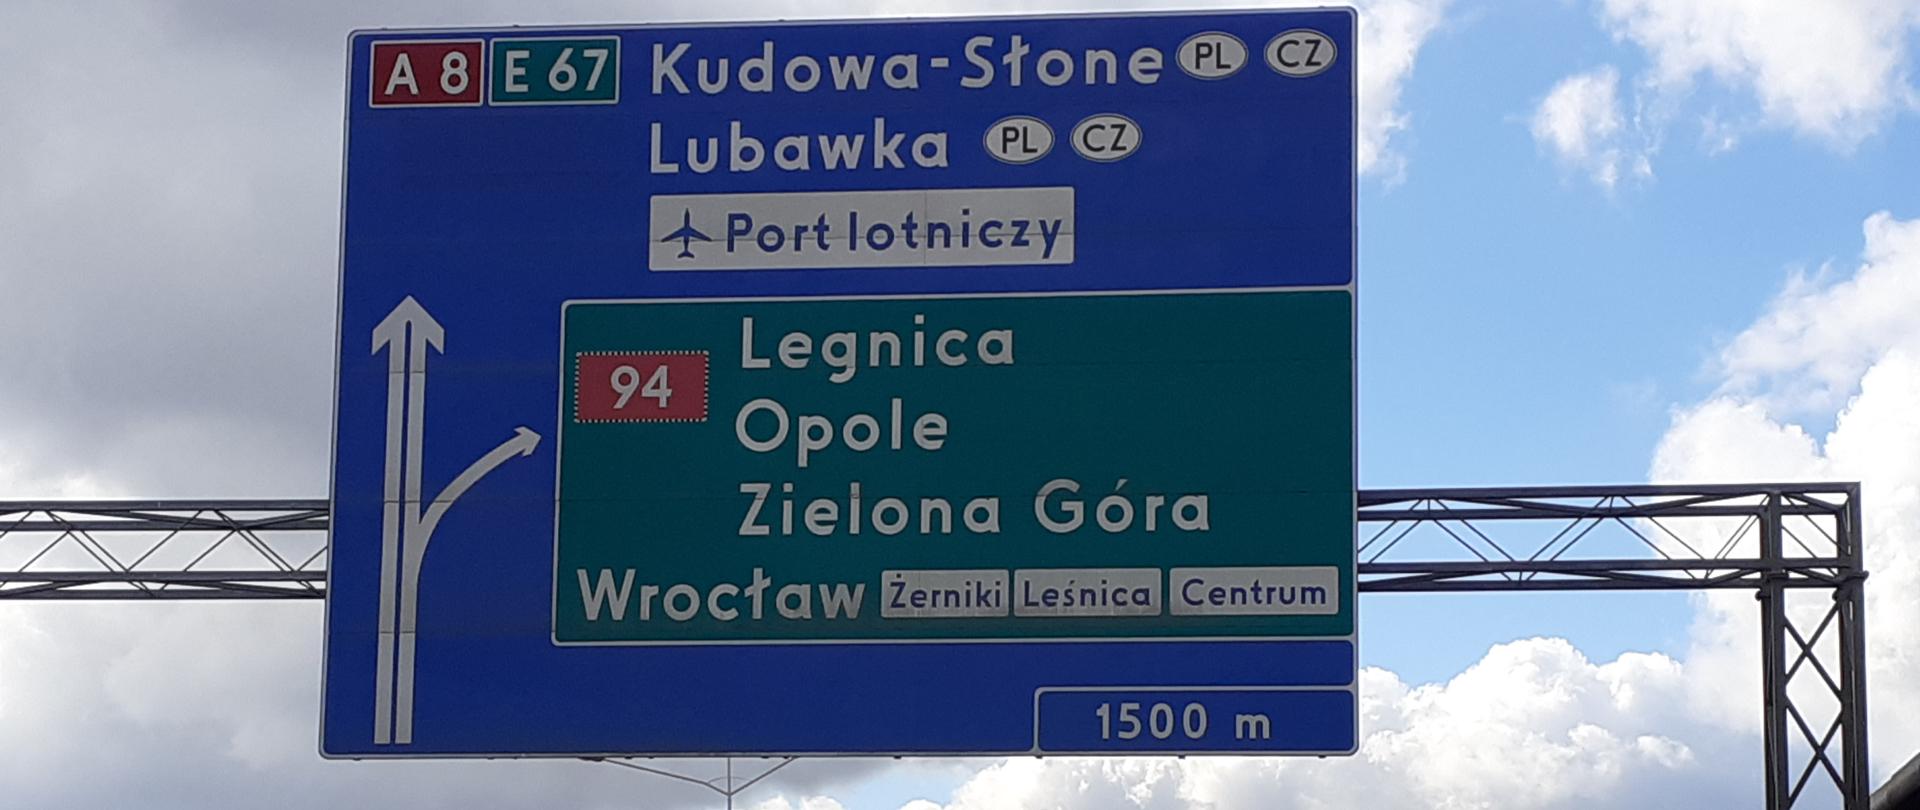 A 8 E 67 Kudowa-Słone PL CZ
Lubawka PL CZ
Port lotniczy
94 Legnica
Opole
Zielona Góra
Wrocław Żerniki Leśnica Centrum
1500 m